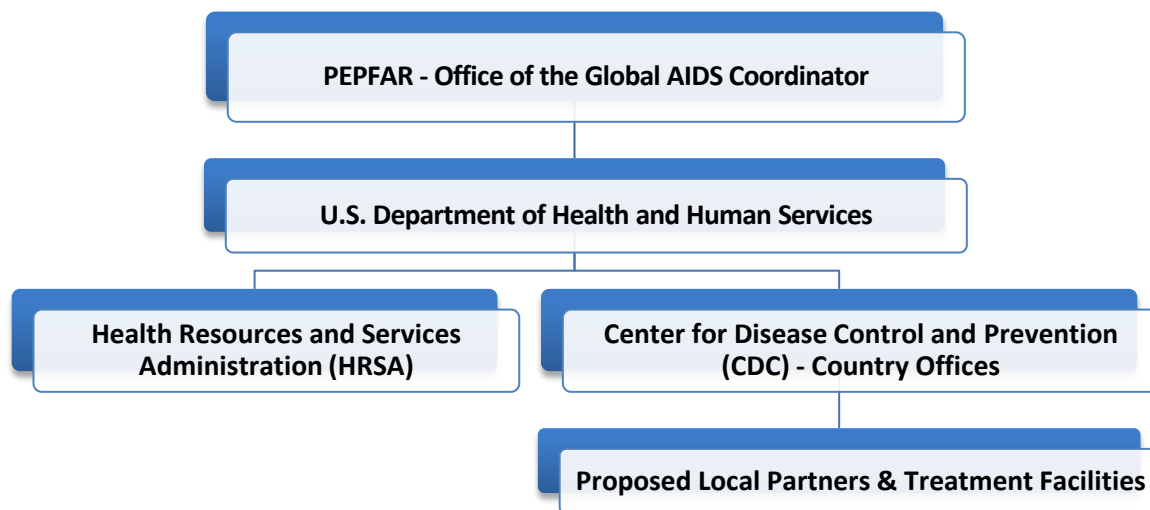 PEPFAR - Office of the Global AIDS Coordinator
U.S. Department of Health and Human Services
Health Resources and Services
Administration (HRSA)
Center for Disease Control and Prevention
(CDC) - Country Offices
Proposed Local Partners & Treatment Facilities